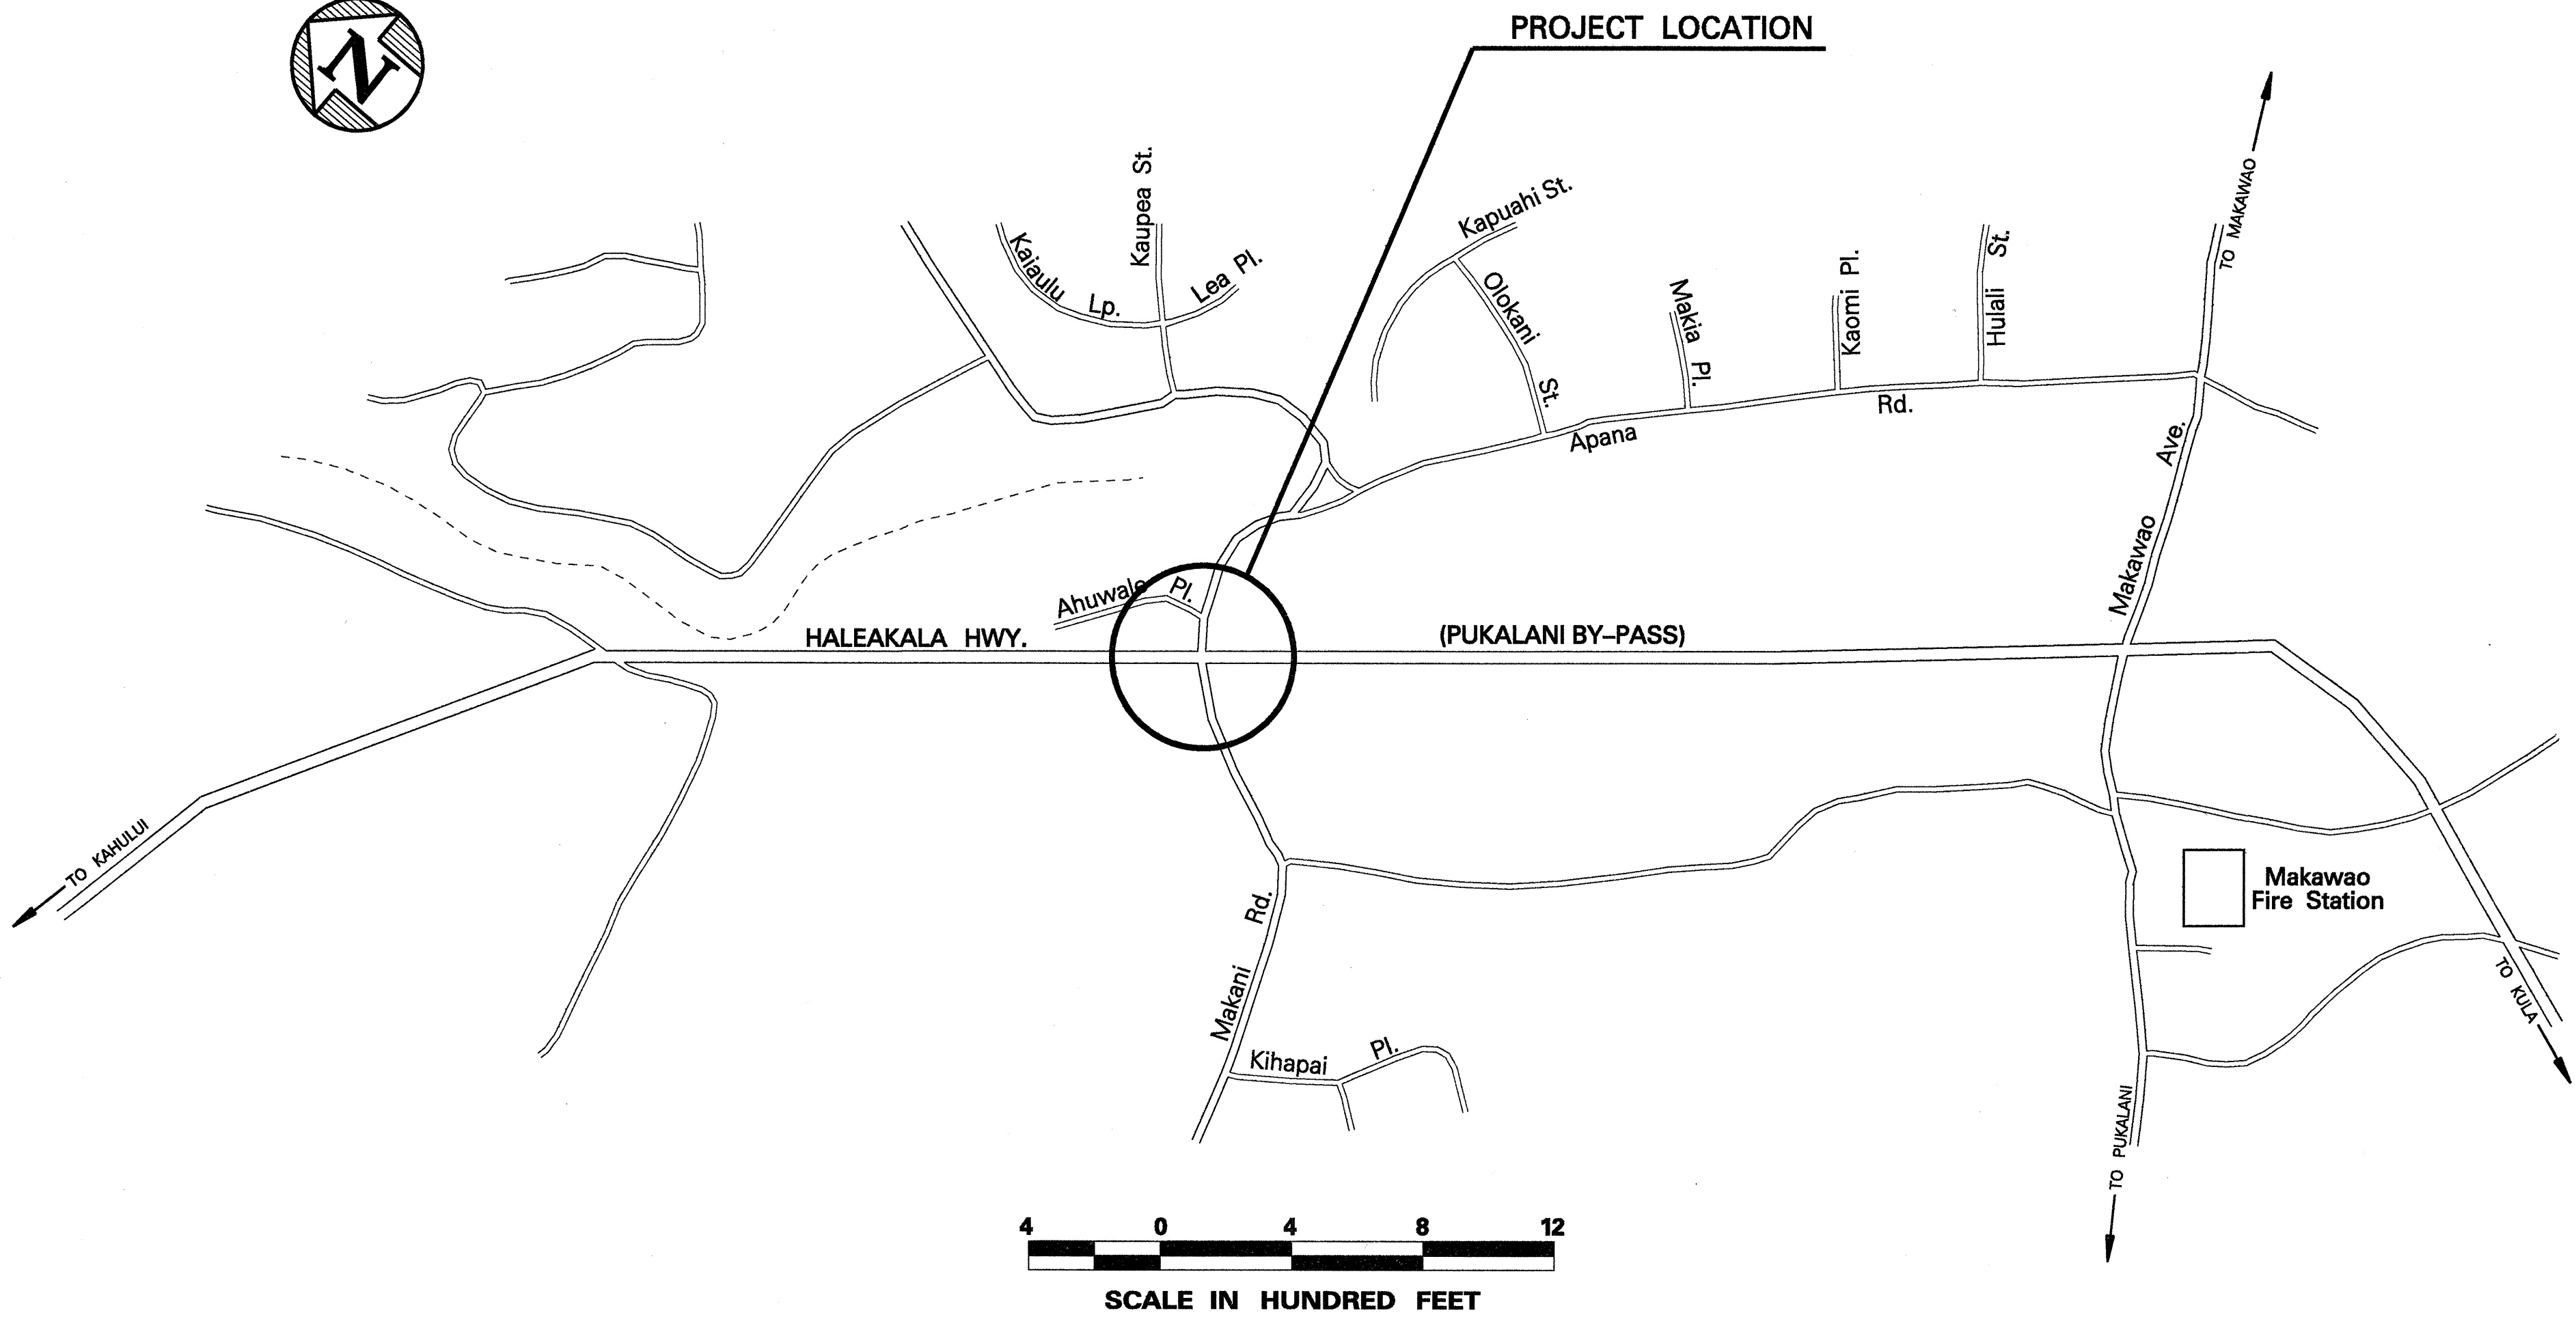 PROJECT LOCATION
N
TO MAKAWAO
Kaupea St.
Kapuahi St.
Kaiaulu Lp.
Lea Pl.
Olokani St.
Makia Pl.
Kaomi Pl.
Hulali St.
Apana Rd.
Makawao Ave.
Ahuwale Pl.
HALEAKALA HWY.
(PUKALANI BY-PASS)
TO KAHULUI
Makawao
Fire Station
Makani Rd.
TO KULA
Kihapai Pl.
TO PUKALANI
4 0 4 8 12
SCALE IN HUNDRED FEET